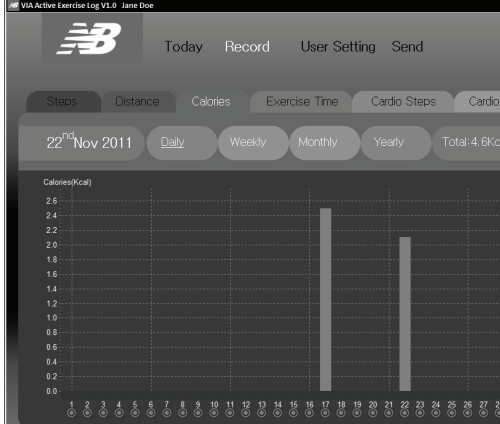 VIA Active Exercise Log V1.0 Jane Doe
NB
Today Record User Setting Send
Steps Distance Calories Exercise Time Cardio Steps Cardio
22nd Nov 2011 Daily Weekly Monthly Yearly Total:4.6Kc
Calories(Kcal)
2.6
2.4
2.2
2.0
1.8
1.6
1.4
1.2
1.0
0.8
0.6
0.4
0.2
0.0
1 2 3 4 5 6 7 8 9 10 11 12 13 14 15 16 17 18 19 20 21 22 23 24 25 26 27 2